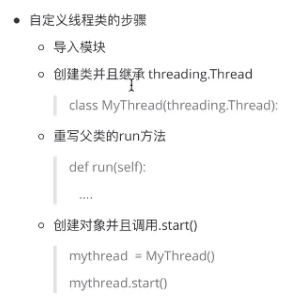 自定义线程类的步骤
导入模块
创建类并且继承 threading.Thread
class MyThread(threading.Thread):
重写父类的run方法
def run(self):
....
创建对象并且调用.start()
mythread = MyThread()
mythread.start()